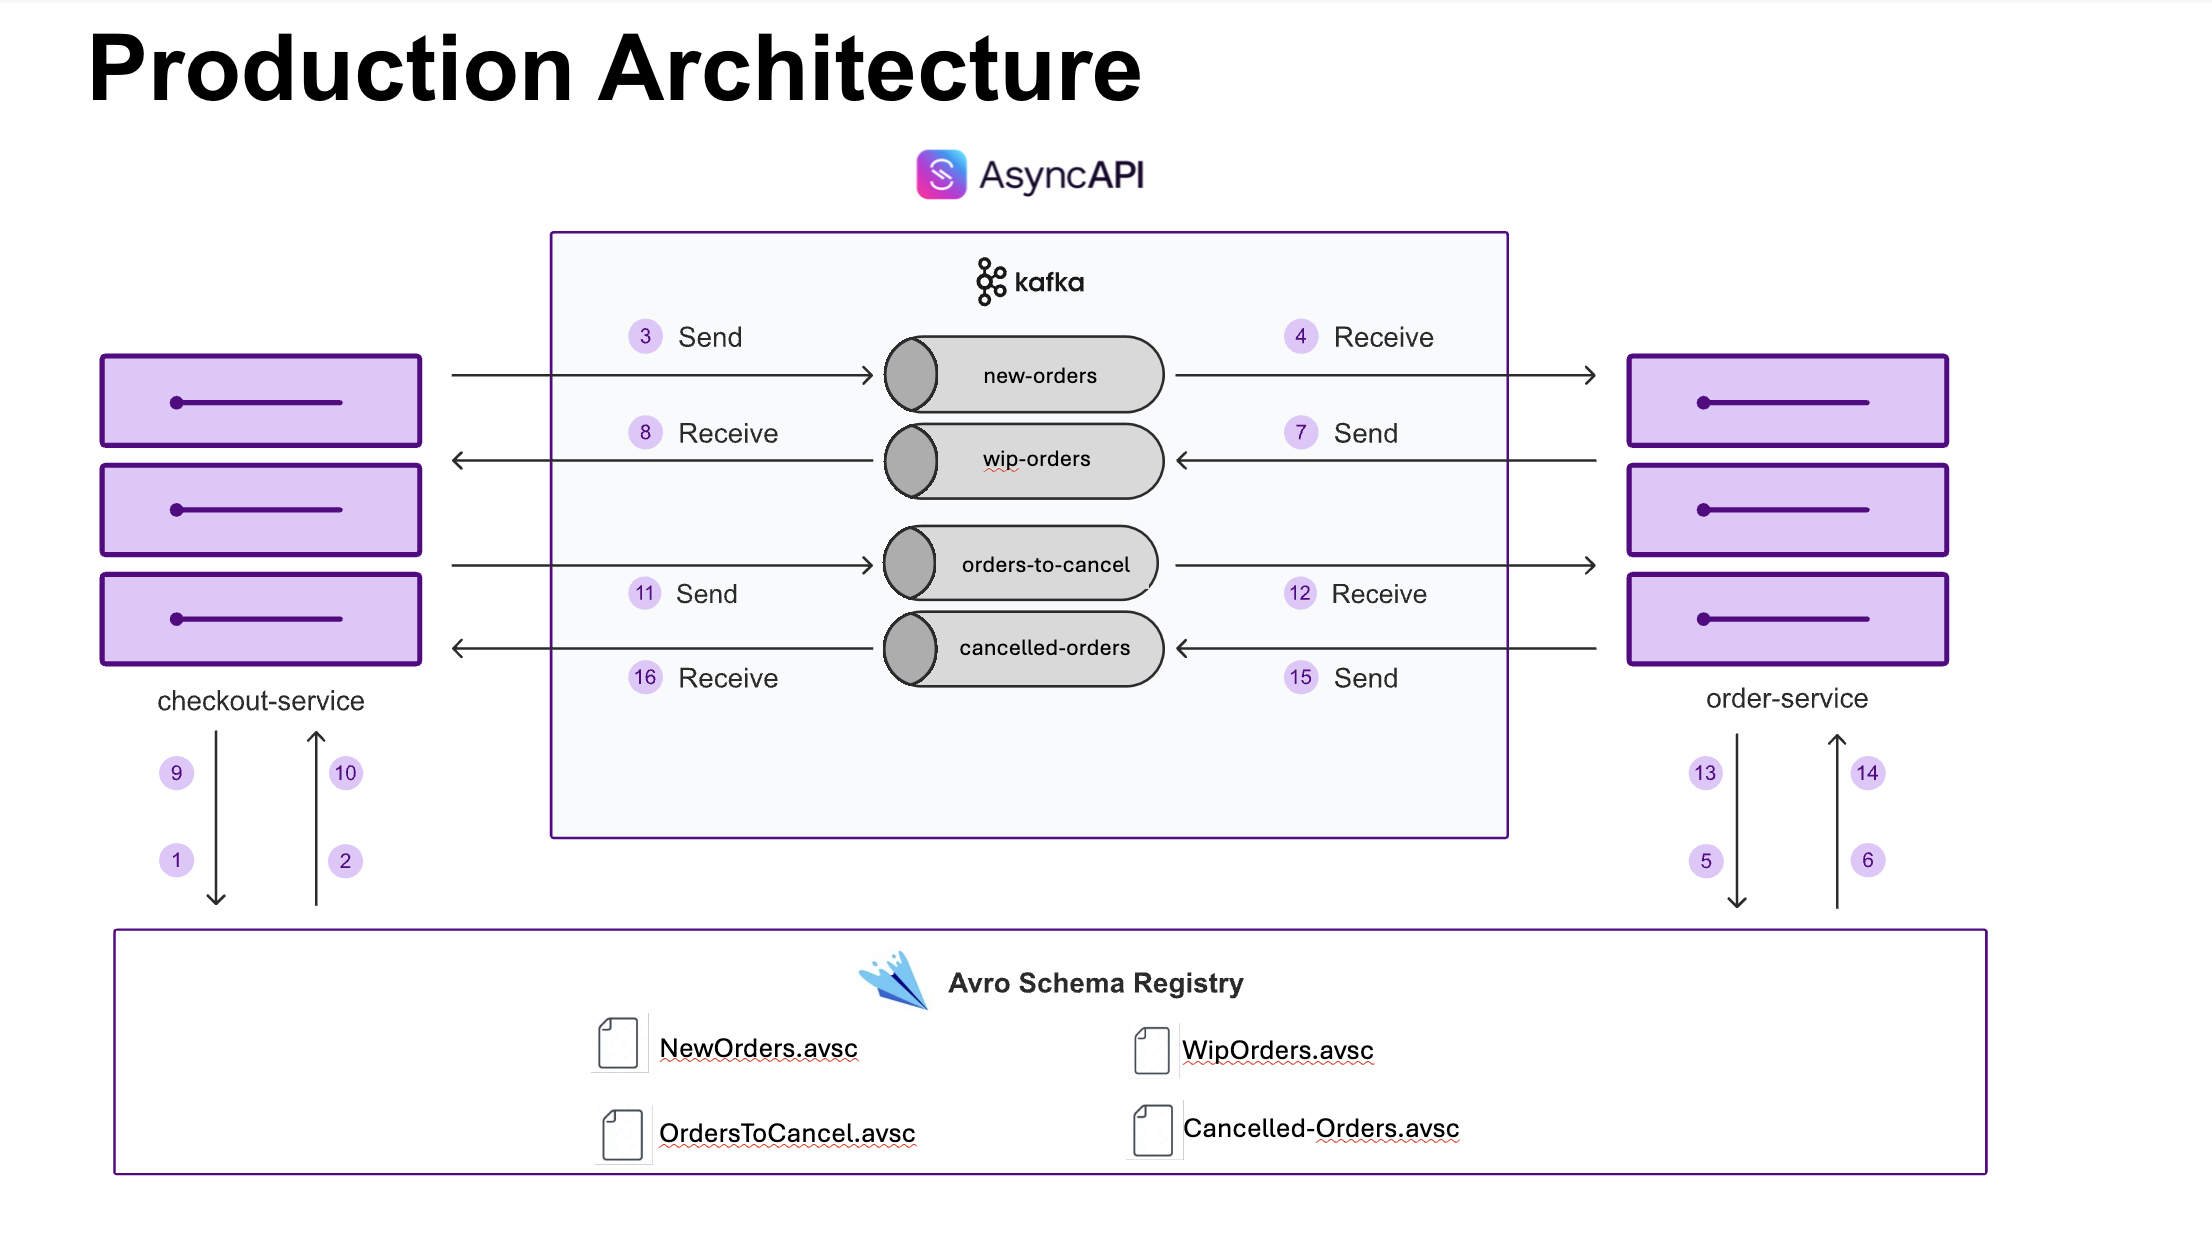 Production Architecture
AsyncAPI
kafka
3 Send
4 Receive
new-orders
8 Receive
7 Send
wip-orders
orders-to-cancel
11 Send
12 Receive
cancelled-orders
16 Receive
15 Send
checkout-service
order-service
9
10
13
14
1
2
5
6
Avro Schema Registry
NewOrders.avsc
WipOrders.avsc
OrdersToCancel.avsc
Cancelled-Orders.avsc